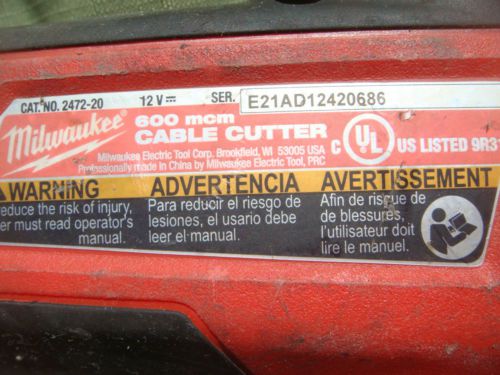 CAT. NO. 2472-20 12 V SER. E21AD12420686
Milwaukee
600 mcm
CABLE CUTTER
Milwaukee Electric Tool Corp. Brookfield, WI 53005 USA
Professionally made in China by Milwaukee Electric Tool, PRC
C UL US LISTED 9R3
WARNING
reduce the risk of injury,
er must read operator's
manual.
ADVERTENCIA
Para reducir el riesgo de
lesiones, el usario debe
leer el manual.
AVERTISSEMENT
Afin de risque de
de blessures,
l'utilisateur doit
lire le manual.